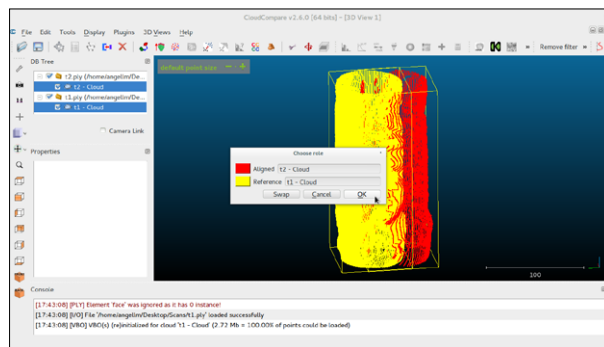 CloudCompare v2.6.0 [64 bits] - [3D View 1]
File Edit Tools Display Plugins 3D Views Help
Remove filter
DB Tree
t2.ply (/home/angelim/De...
t2 - Cloud
t1.ply (/home/angelim/De...
t1 - Cloud
Camera Link
Properties
default point size - +
Choose role
Aligned t2 - Cloud
Reference t1 - Cloud
Swap Cancel OK
100
Console
[17:43:08] [PLY] Element 'face' was ignored as it has 0 instance!
[17:43:08] [I/O] File '/home/angelim/Desktop/Scans/t1.ply' loaded successfully
[17:43:08] [VBO] VBO(s) (re)initialized for cloud 't1 - Cloud' (2.72 Mb = 100.00% of points could be loaded)